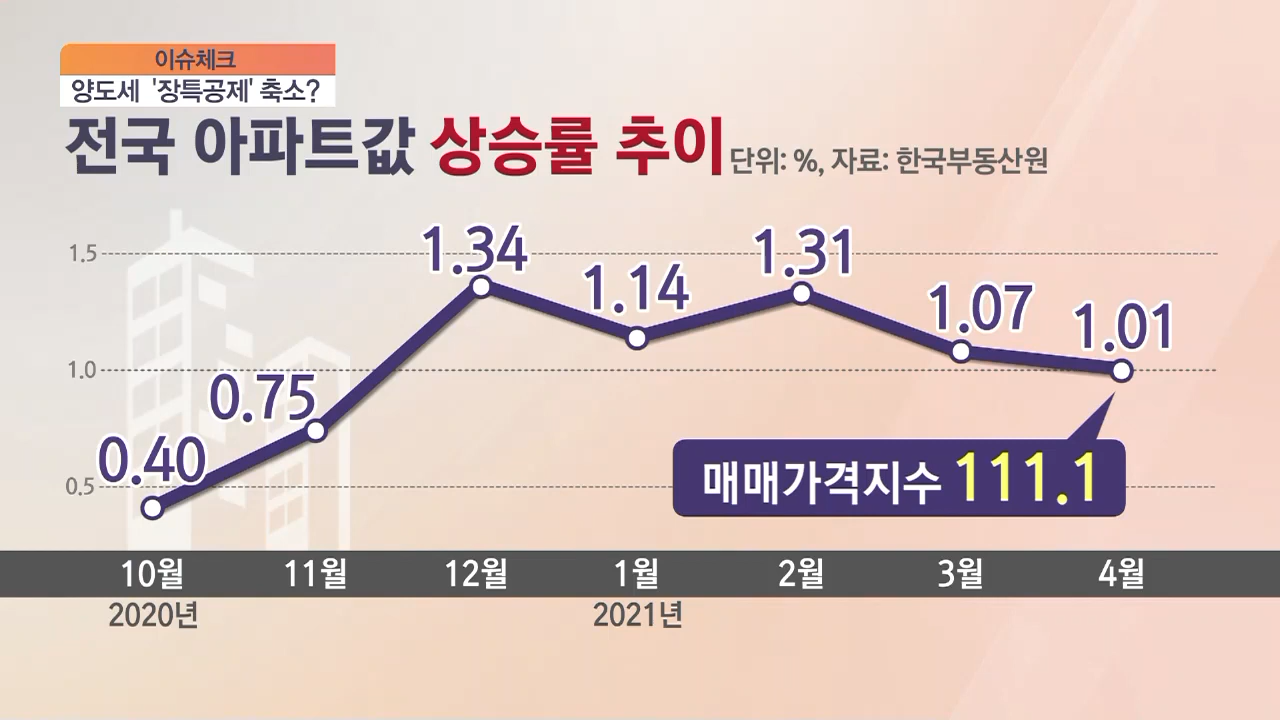 이슈체크
양도세 '장특공제' 축소?
전국 아파트값 상승률 추이 단위: %, 자료: 한국부동산원
1.5
1.0
0.5
0.40
0.75
1.34
1.14
1.31
1.07
1.01
매매가격지수 111.1
10월 11월 12월 1월 2월 3월 4월
2020년 2021년